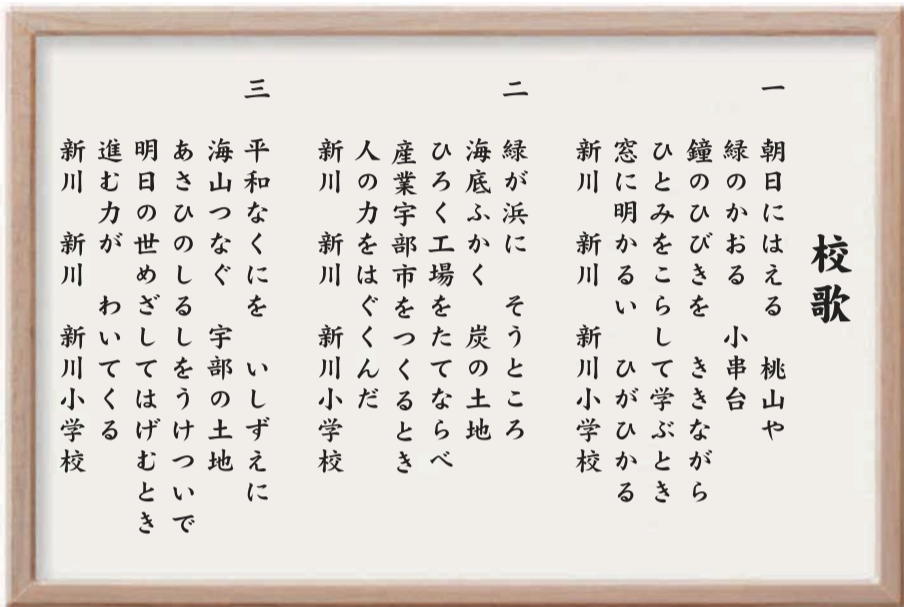 校歌
一 朝日にはえる 桃山や
緑のかおる 小串台
鐘のひびきを ききながら
ひとみをこらして学ぶとき
窓に明かるい ひがひかる
新川 新川 新川小学校
二 緑が浜に そうところ
海底ふかく 炭の土地
ひろく工場をたてならべ
産業宇部市をつくるとき
人の力をはぐくんだ
新川 新川 新川小学校
三 平和なくにを いしずえに
海山つなぐ 宇部の土地
あさひのしるしをうけついで
明日の世めざしてはげむとき
進む力が わいてくる
新川 新川 新川小学校